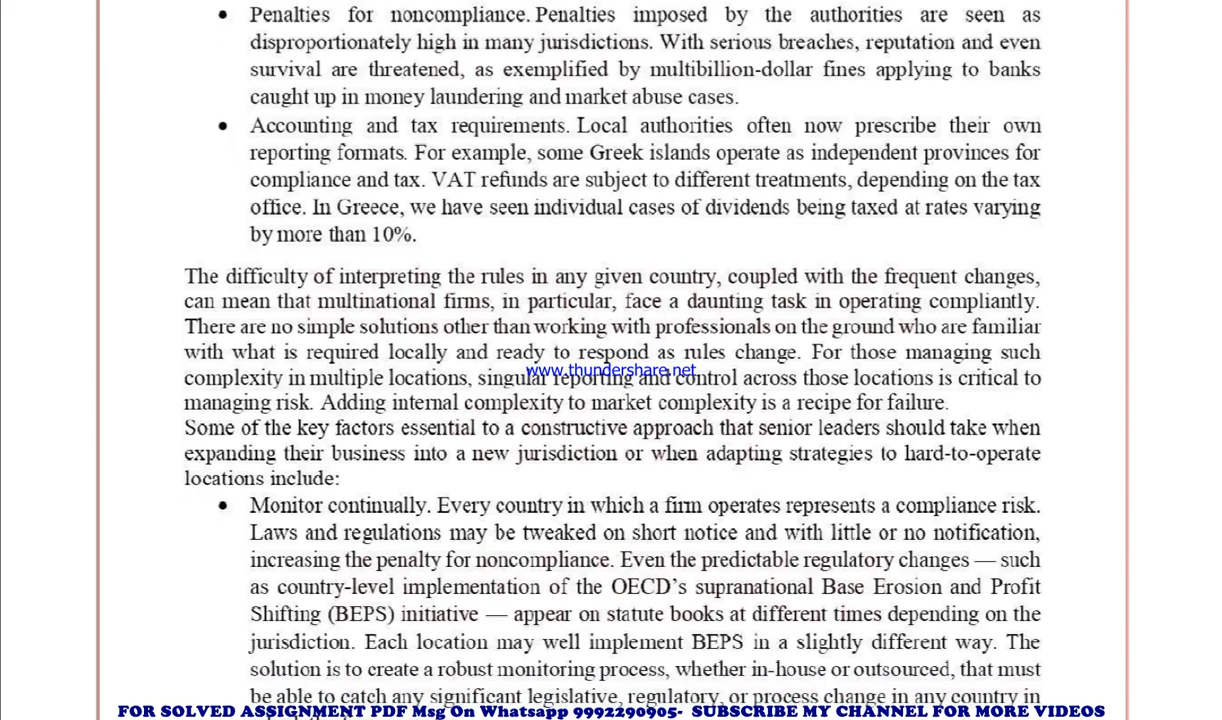 • Penalties for noncompliance. Penalties imposed by the authorities are seen as
disproportionately high in many jurisdictions. With serious breaches, reputation and even
survival are threatened, as exemplified by multibillion-dollar fines applying to banks
caught up in money laundering and market abuse cases.
• Accounting and tax requirements. Local authorities often now prescribe their own
reporting formats. For example, some Greek islands operate as independent provinces for
compliance and tax. VAT refunds are subject to different treatments, depending on the tax
office. In Greece, we have seen individual cases of dividends being taxed at rates varying
by more than 10%.
The difficulty of interpreting the rules in any given country, coupled with the frequent changes,
can mean that multinational firms, in particular, face a daunting task in operating compliantly.
There are no simple solutions other than working with professionals on the ground who are familiar
with what is required locally and ready to respond as rules change. For those managing such
www.thundershare.net
complexity in multiple locations, singular reporting and control across those locations is critical to
managing risk. Adding internal complexity to market complexity is a recipe for failure.
Some of the key factors essential to a constructive approach that senior leaders should take when
expanding their business into a new jurisdiction or when adapting strategies to hard-to-operate
locations include:
• Monitor continually. Every country in which a firm operates represents a compliance risk.
Laws and regulations may be tweaked on short notice and with little or no notification,
increasing the penalty for noncompliance. Even the predictable regulatory changes — such
as country-level implementation of the OECD’s supranational Base Erosion and Profit
Shifting (BEPS) initiative — appear on statute books at different times depending on the
jurisdiction. Each location may well implement BEPS in a slightly different way. The
solution is to create a robust monitoring process, whether in-house or outsourced, that must
be able to catch any significant legislative, regulatory, or process change in any country in
FOR SOLVED ASSIGNMENT PDF Msg On Whatsapp 9992290905- SUBSCRIBE MY CHANNEL FOR MORE VIDEOS